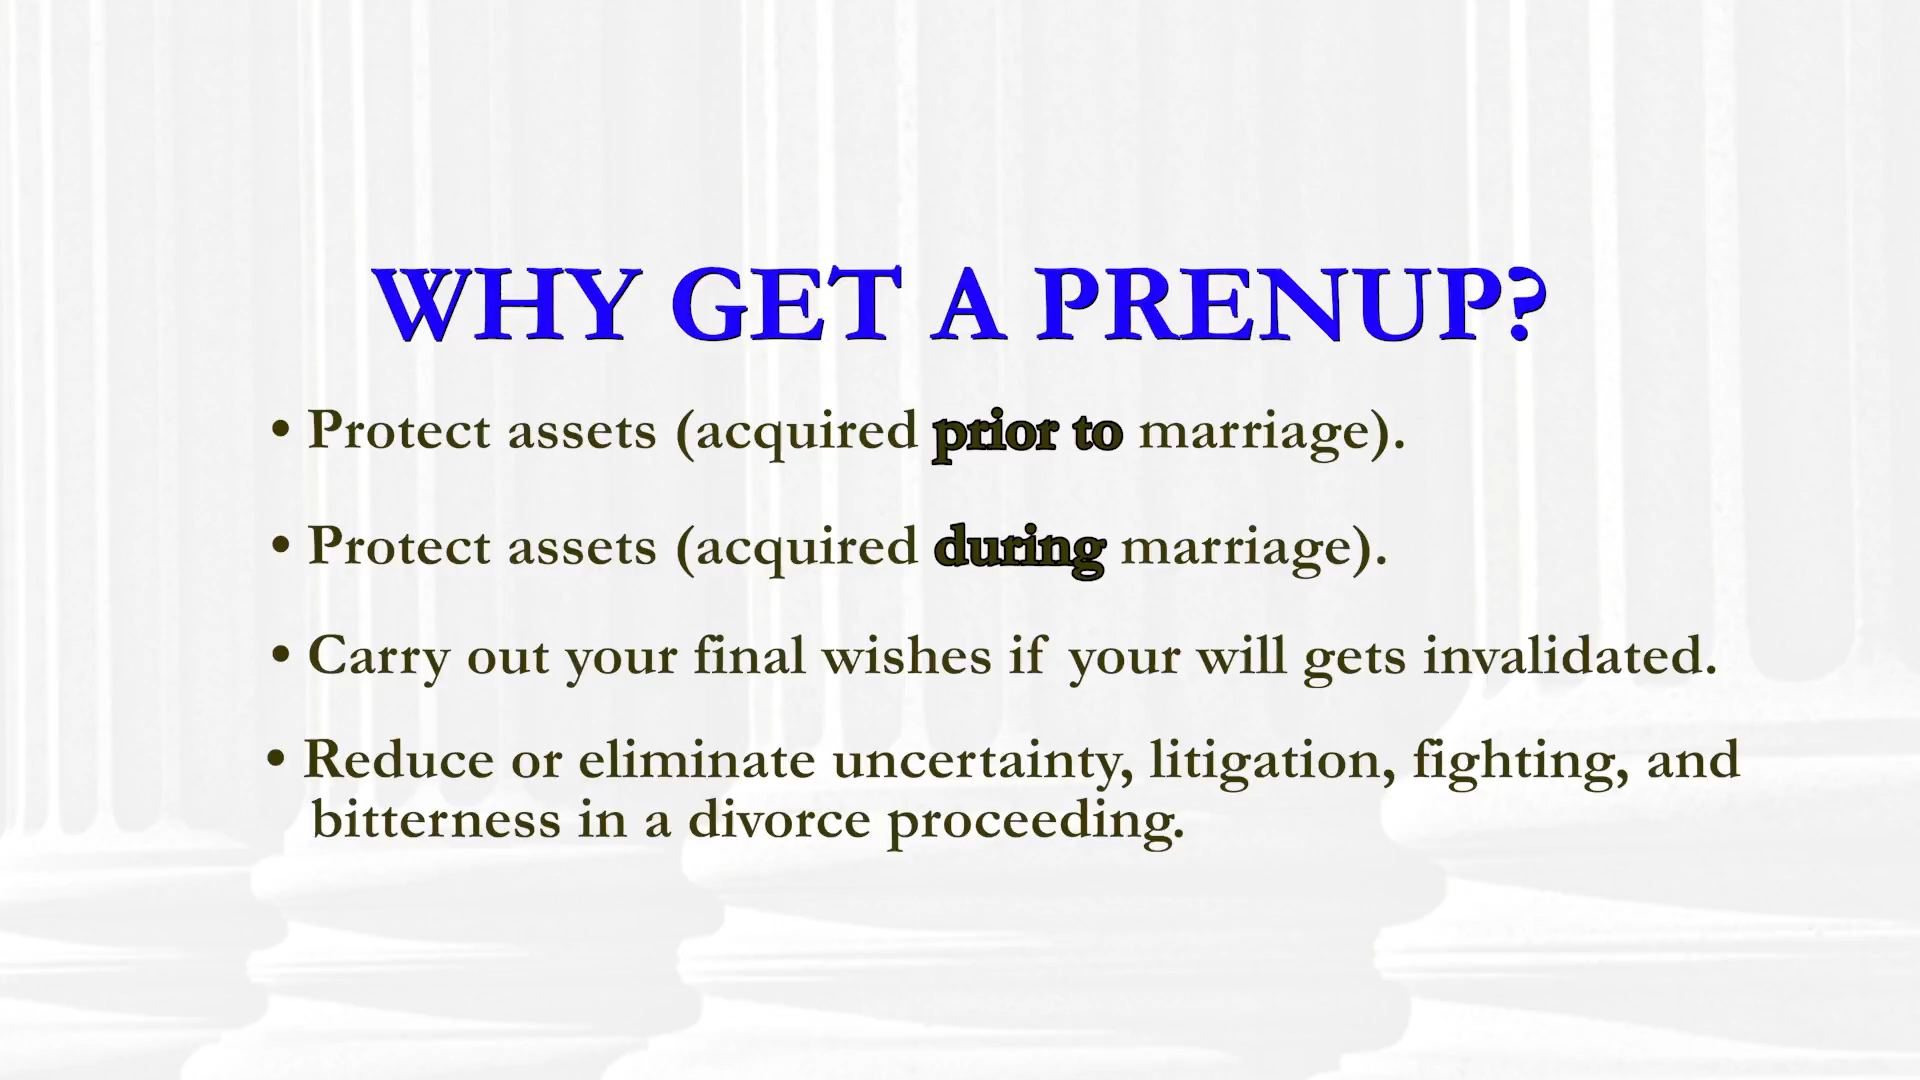 WHY GET A PRENUP?
• Protect assets (acquired prior to marriage).
• Protect assets (acquired during marriage).
• Carry out your final wishes if your will gets invalidated.
• Reduce or eliminate uncertainty, litigation, fighting, and
bitterness in a divorce proceeding.